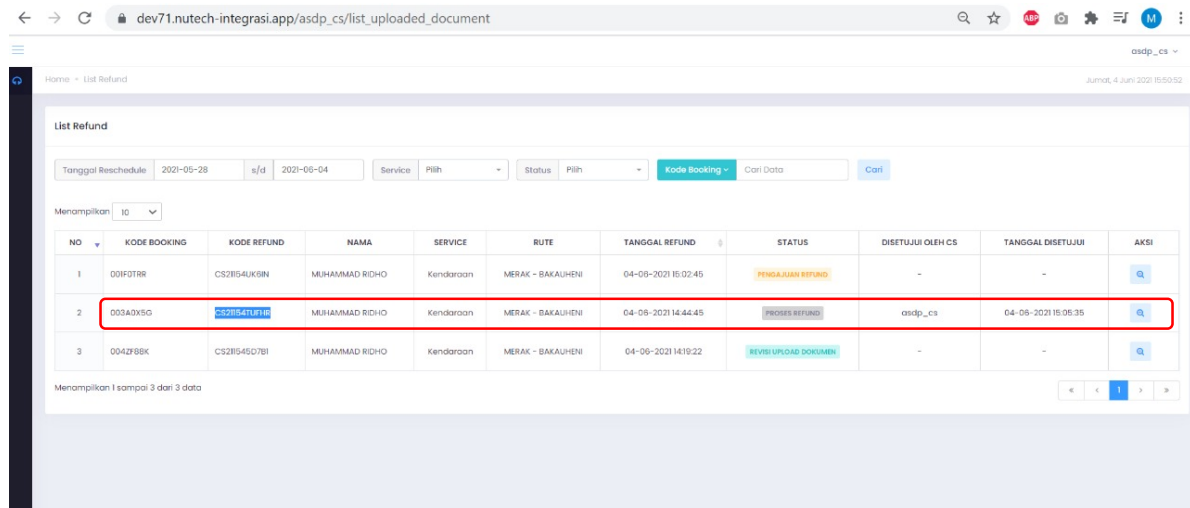 dev71.nutech-integrasi.app/asdp_cs/list_uploaded_document
ABP
M
asdp_cs
Home - List Refund
Jumat, 4 Juni 2021 15:50:52
List Refund
Tanggal Reschedule 2021-05-28 s/d 2021-06-04 Service Pilih Status Pilih Kode Booking Cari Data Cari
Menampilkan 10
NO KODE BOOKING KODE REFUND NAMA SERVICE RUTE TANGGAL REFUND STATUS DISETUJUI OLEH CS TANGGAL DISETUJUI AKSI
1 001F0TRR CS21154UK6IN MUHAMMAD RIDHO Kendaraan MERAK - BAKAUHENI 04-06-2021 15:02:45 PENGAJUAN REFUND - -
2 003A0X5G CS21154TUFHR MUHAMMAD RIDHO Kendaraan MERAK - BAKAUHENI 04-06-2021 14:44:45 PROSES REFUND asdp_cs 04-06-2021 15:05:35
3 004ZF8BK CS211545D7B1 MUHAMMAD RIDHO Kendaraan MERAK - BAKAUHENI 04-06-2021 14:19:22 REVISI UPLOAD DOKUMEN - -
Menampilkan 1 sampai 3 dari 3 data
« < 1 > »